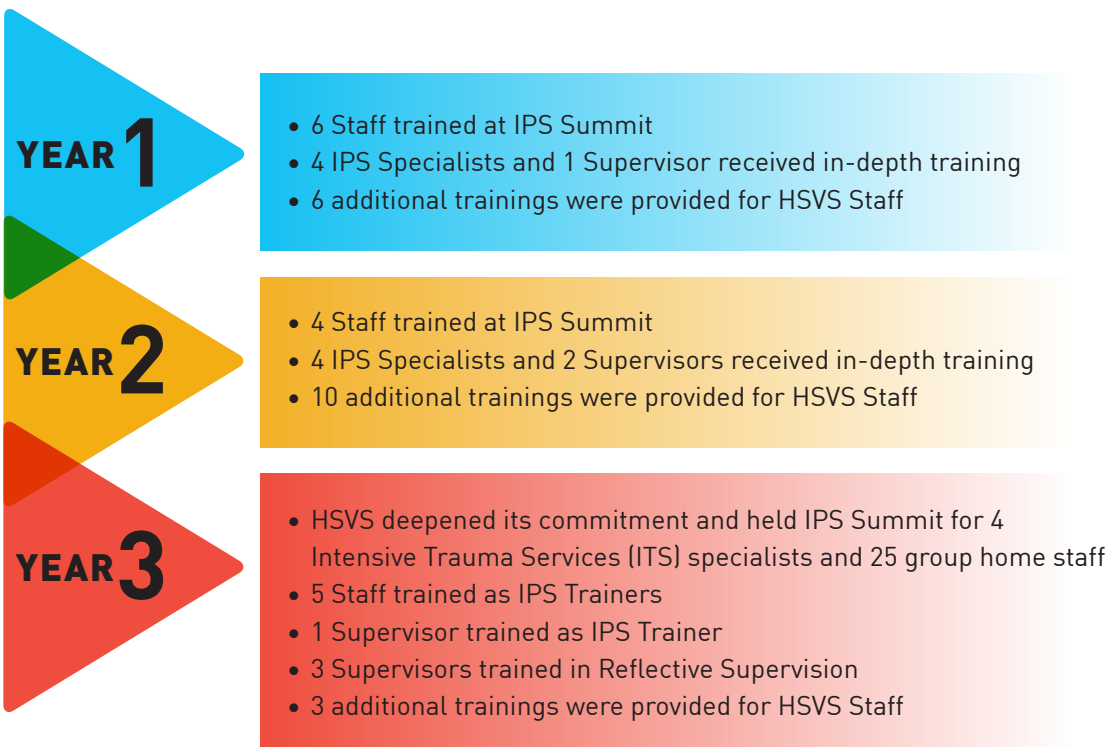 YEAR 1
• 6 Staff trained at IPS Summit
• 4 IPS Specialists and 1 Supervisor received in-depth training
• 6 additional trainings were provided for HSVS Staff
YEAR 2
• 4 Staff trained at IPS Summit
• 4 IPS Specialists and 2 Supervisors received in-depth training
• 10 additional trainings were provided for HSVS Staff
YEAR 3
• HSVS deepened its commitment and held IPS Summit for 4
Intensive Trauma Services (ITS) specialists and 25 group home staff
• 5 Staff trained as IPS Trainers
• 1 Supervisor trained as IPS Trainer
• 3 Supervisors trained in Reflective Supervision
• 3 additional trainings were provided for HSVS Staff